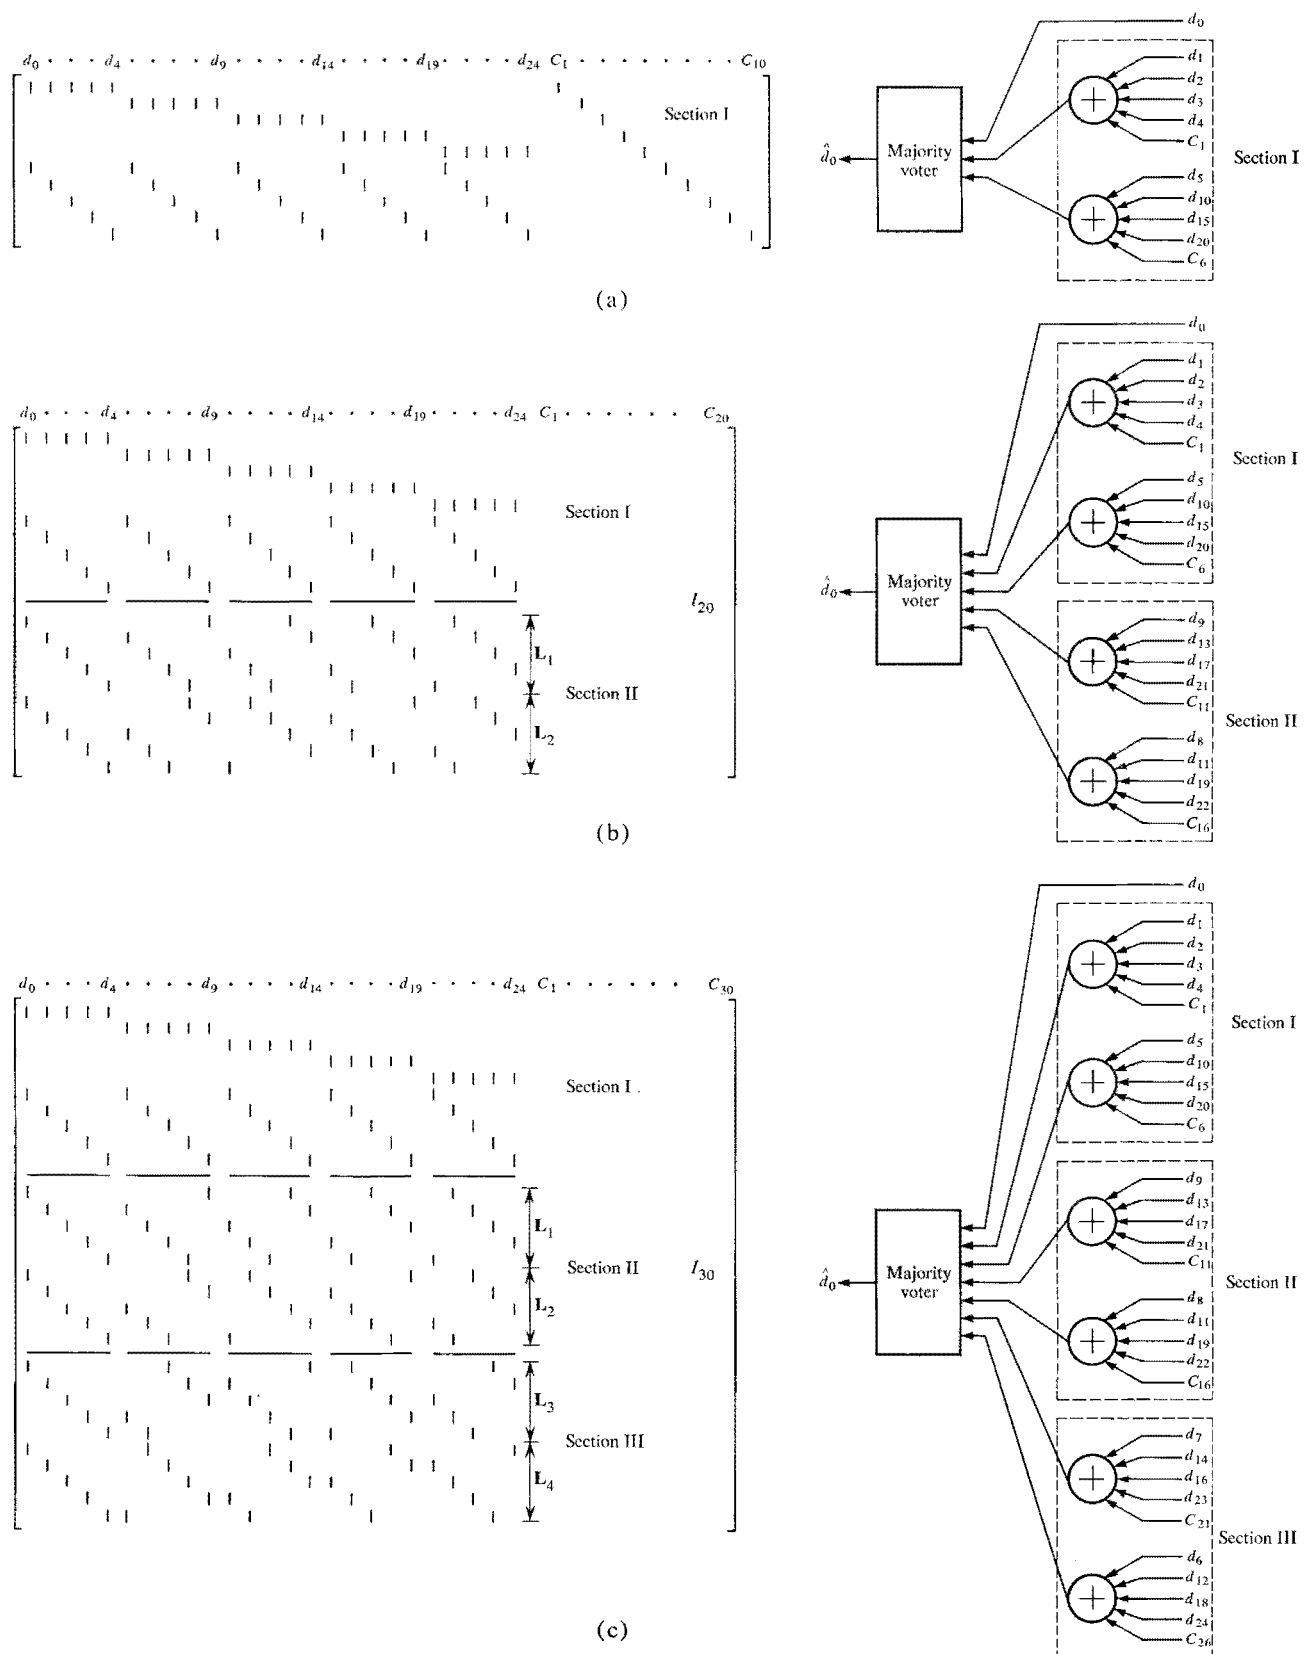 d0 · · · d4 · · · · d9 · · · · d14 · · · · d19 · · · · d24 C1 · · · · · · · · C10
Section I
d0
d1
d2
d3
d4
C1
d5
d10
d15
d20
C6
Section I
Majority
voter
d̂0
(a)
d0 · · · d4 · · · · d9 · · · · d14 · · · · d19 · · · · d24 C1 · · · · · · C20
Section I
L1
Section II
L2
I20
d0
d1
d2
d3
d4
C1
d5
d10
d15
d20
C6
Section I
d9
d13
d17
d21
C11
d8
d11
d19
d22
C16
Section II
Majority
voter
d̂0
(b)
d0 · · · d4 · · · · d9 · · · · d14 · · · · d19 · · · · d24 C1 · · · · · · C30
Section I
L1
Section II
L2
L3
Section III
L4
I30
d0
d1
d2
d3
d4
C1
d5
d10
d15
d20
C6
Section I
d9
d13
d17
d21
C11
d8
d11
d19
d22
C16
Section II
d7
d14
d16
d23
C21
d6
d12
d18
d24
C26
Section III
Majority
voter
d̂0
(c)